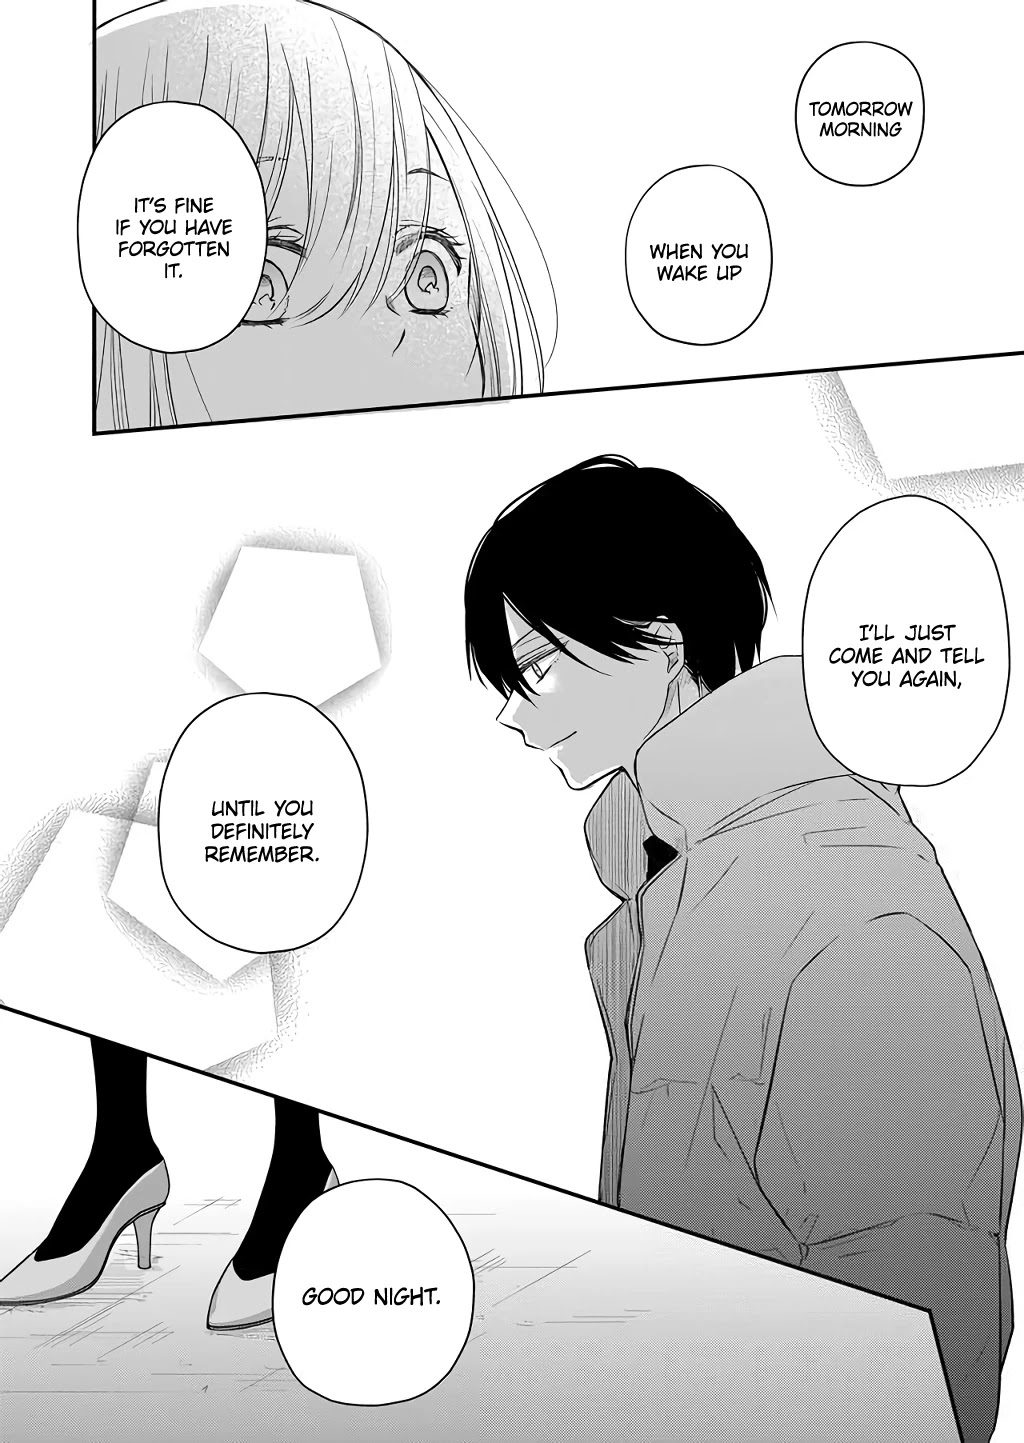 TOMORROW
MORNING
WHEN YOU
WAKE UP
IT'S FINE
IF YOU HAVE
FORGOTTEN
IT.
I'LL JUST
COME AND TELL
YOU AGAIN,
UNTIL YOU
DEFINITELY
REMEMBER.
GOOD NIGHT.